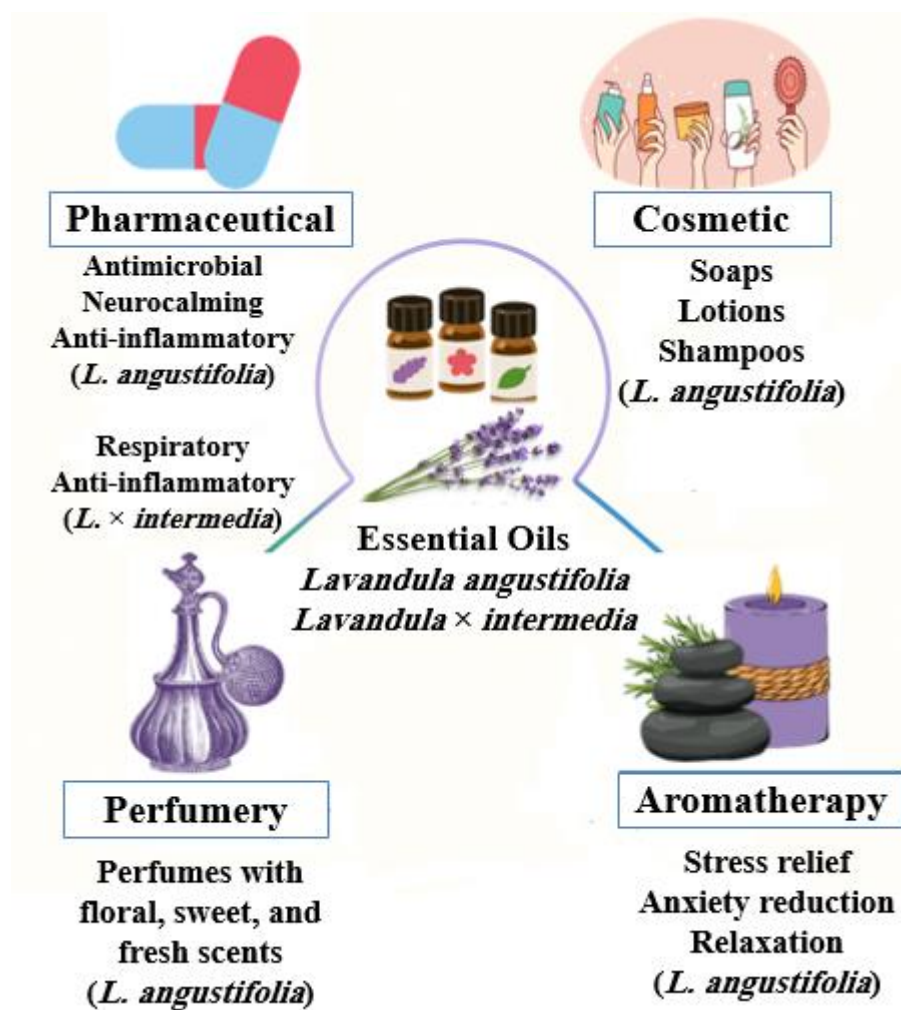 Pharmaceutical
Antimicrobial
Neurocalming
Anti-inflammatory
(L. angustifolia)
Respiratory
Anti-inflammatory
(L. × intermedia)
Cosmetic
Soaps
Lotions
Shampoos
(L. angustifolia)
Essential Oils
Lavandula angustifolia
Lavandula × intermedia
Perfumery
Perfumes with
floral, sweet, and
fresh scents
(L. angustifolia)
Aromatherapy
Stress relief
Anxiety reduction
Relaxation
(L. angustifolia)